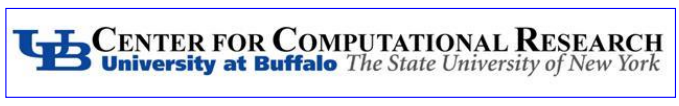 UB CENTER FOR COMPUTATIONAL RESEARCH
University at Buffalo The State University of New York